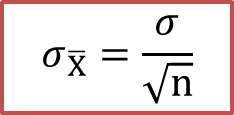 σ_X̄ = σ / √n